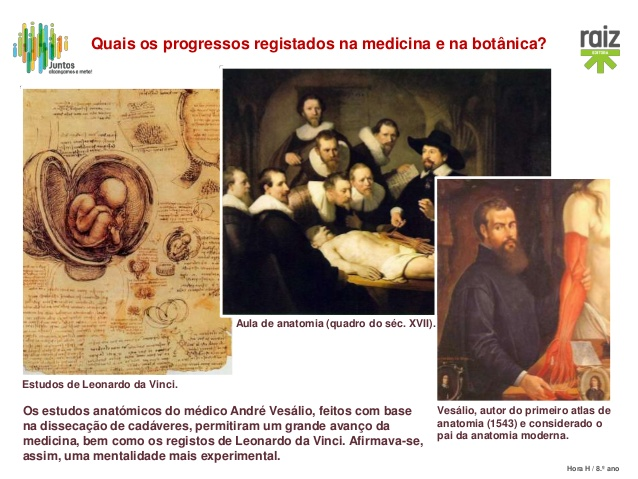 Juntos
alcançamos a meta!
Quais os progressos registados na medicina e na botânica?
raiz
EDITORA
Aula de anatomia (quadro do séc. XVII).
Estudos de Leonardo da Vinci.
Os estudos anatómicos do médico André Vesálio, feitos com base
na dissecação de cadáveres, permitiram um grande avanço da
medicina, bem como os registos de Leonardo da Vinci. Afirmava-se,
assim, uma mentalidade mais experimental.
Vesálio, autor do primeiro atlas de
anatomia (1543) e considerado o
pai da anatomia moderna.
Hora H / 8.º ano